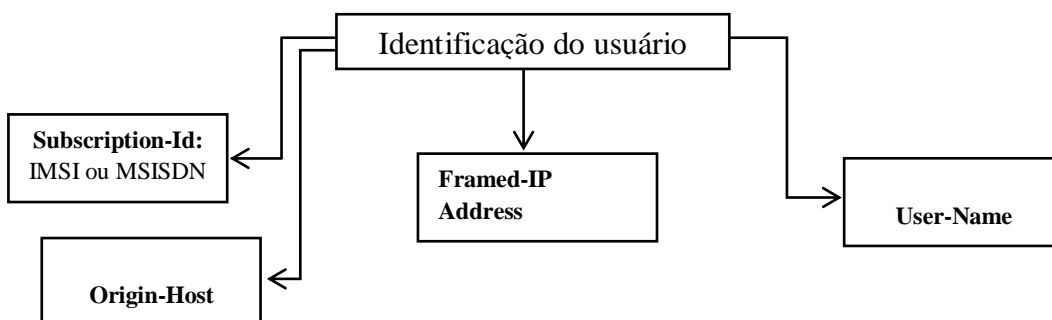 Identificação do usuário
Subscription-Id:
IMSI ou MSISDN
Framed-IP
Address
User-Name
Origin-Host